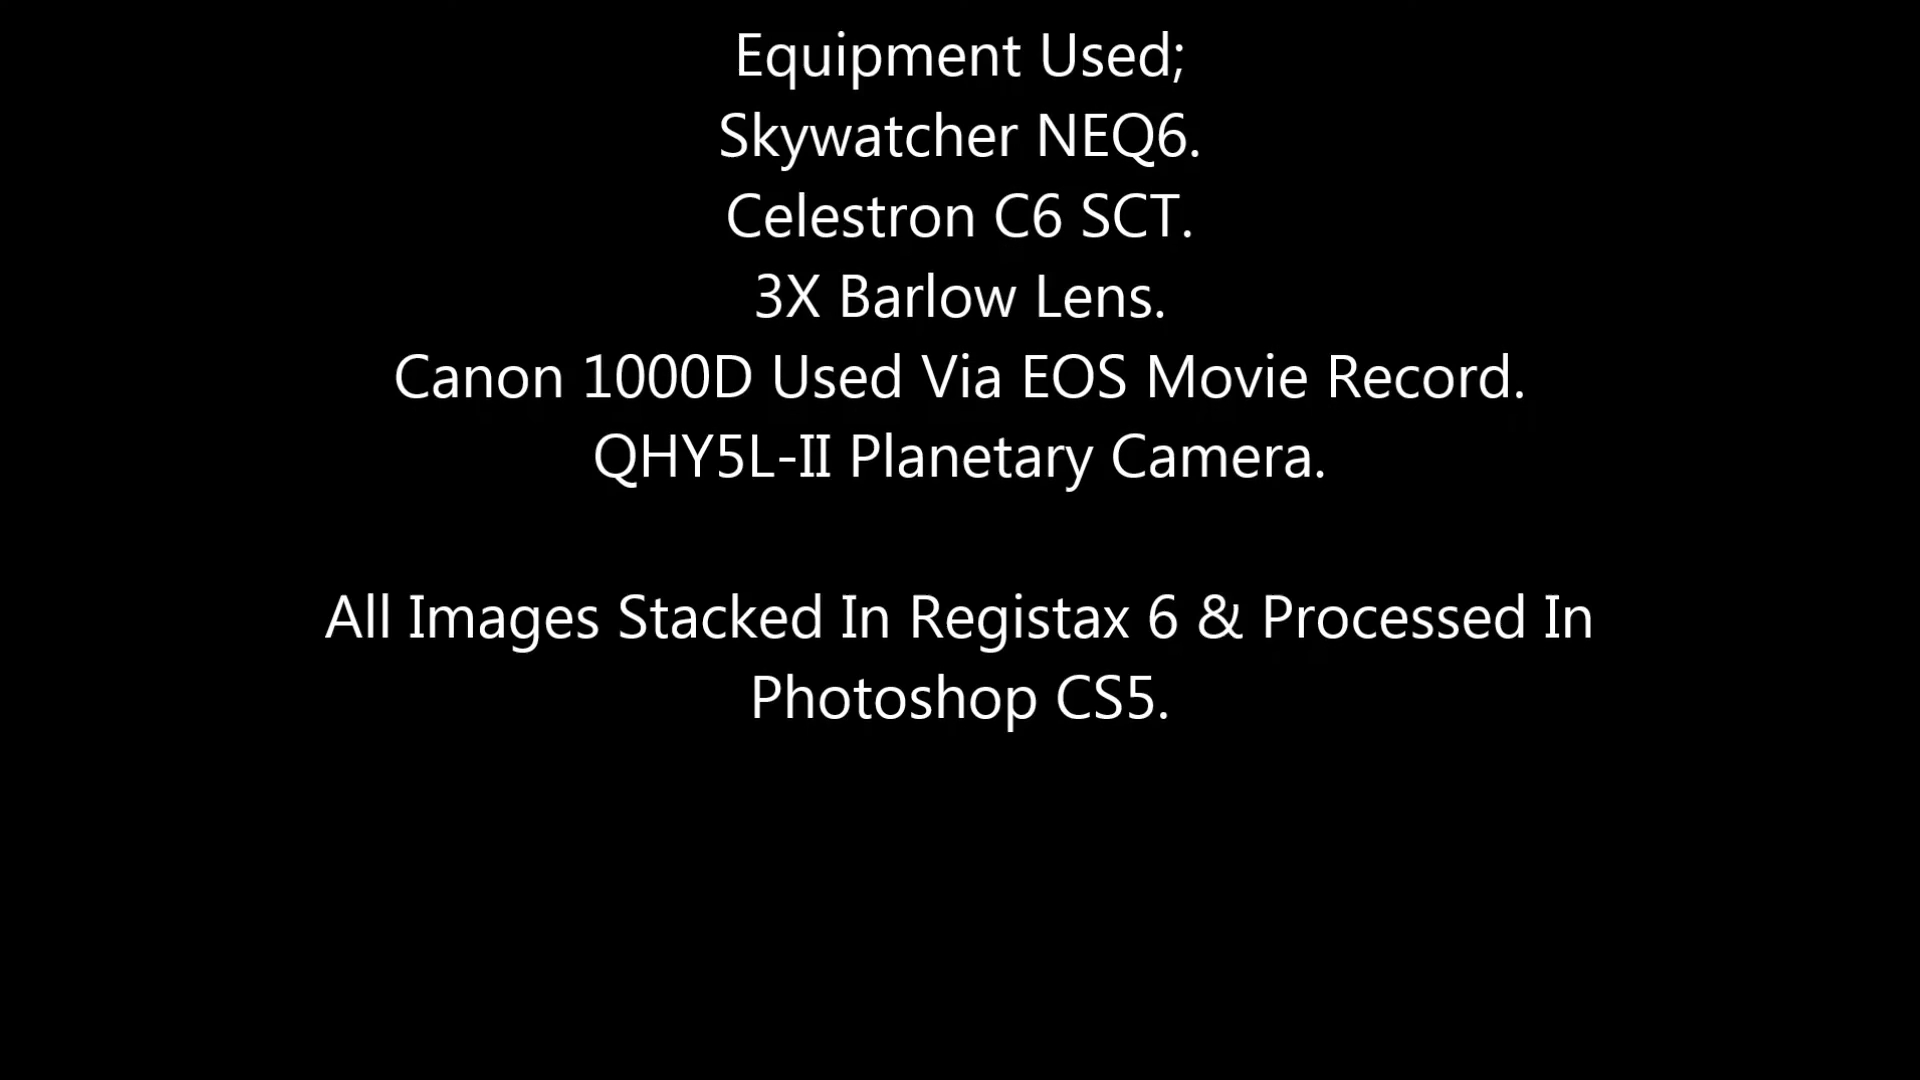 Equipment Used;
Skywatcher NEQ6.
Celestron C6 SCT.
3X Barlow Lens.
Canon 1000D Used Via EOS Movie Record.
QHY5L-II Planetary Camera.
All Images Stacked In Registax 6 & Processed In
Photoshop CS5.